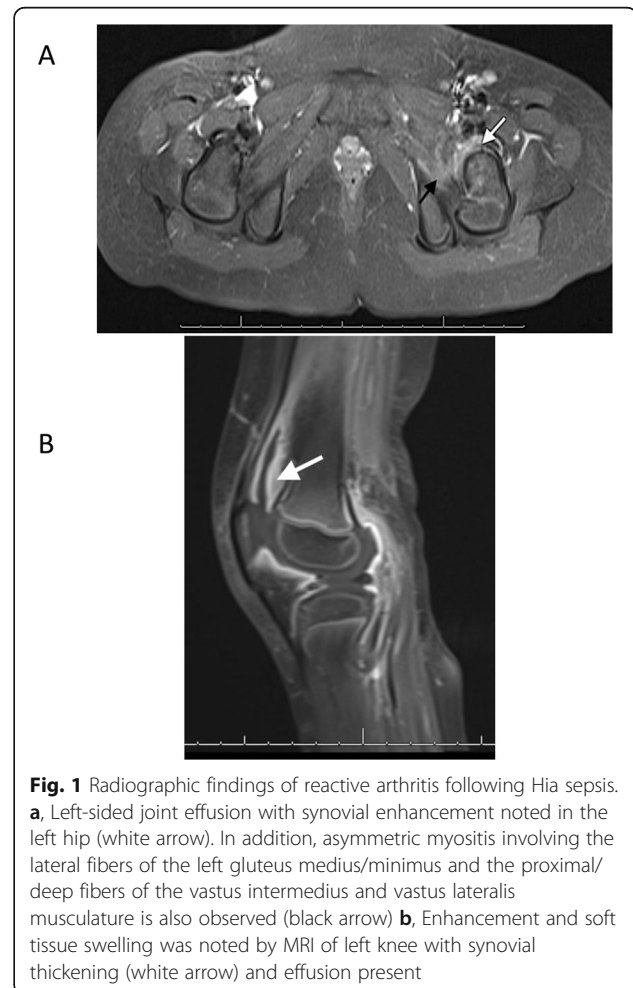 A
B
Fig. 1 Radiographic findings of reactive arthritis following Hia sepsis.
a, Left-sided joint effusion with synovial enhancement noted in the
left hip (white arrow). In addition, asymmetric myositis involving the
lateral fibers of the left gluteus medius/minimus and the proximal/
deep fibers of the vastus intermedius and vastus lateralis
musculature is also observed (black arrow) b, Enhancement and soft
tissue swelling was noted by MRI of left knee with synovial
thickening (white arrow) and effusion present